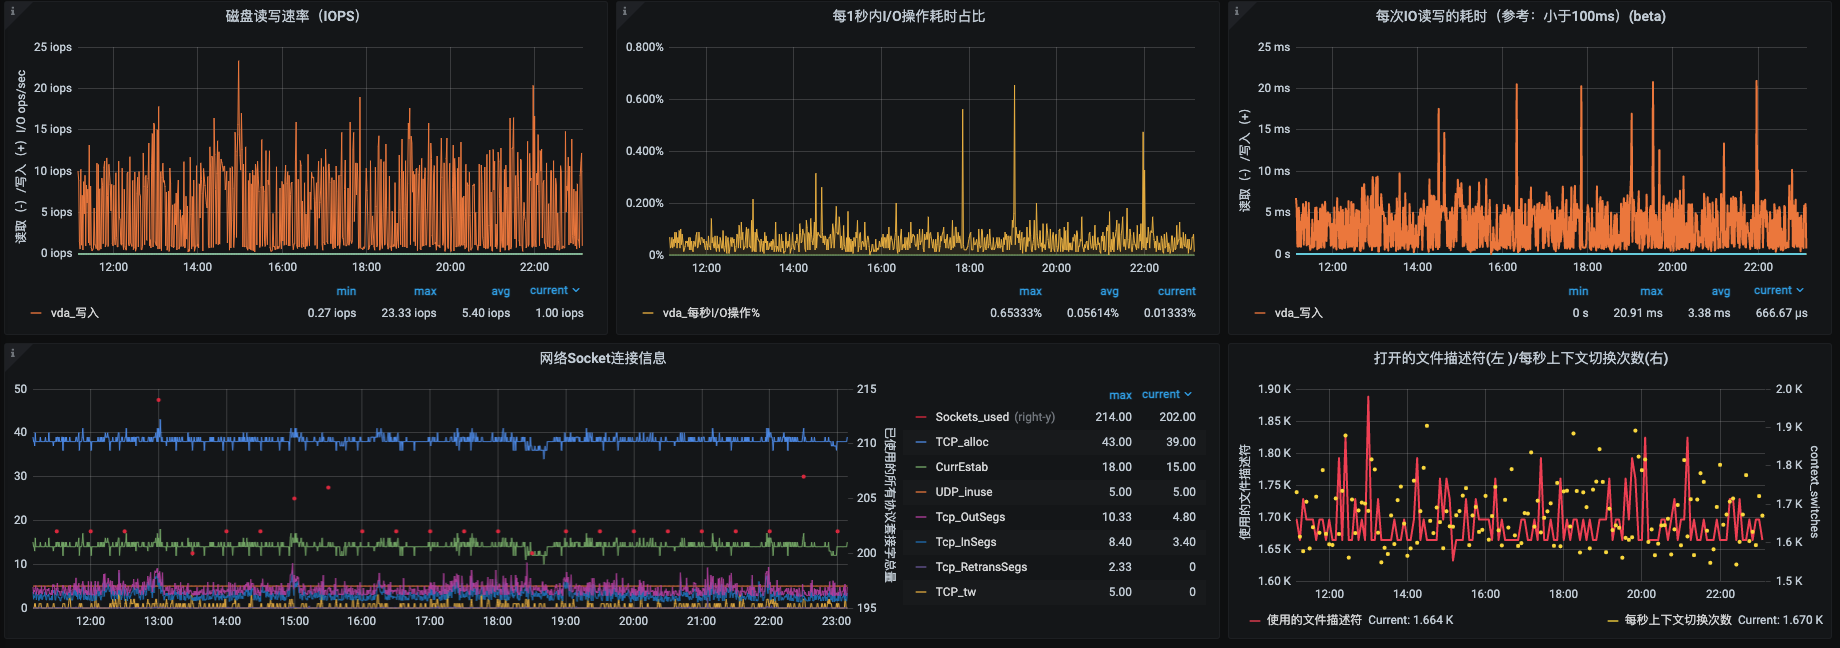 磁盘读写速率（IOPS）
读取（-）/写入（+） I/O ops/sec
25 iops
20 iops
15 iops
10 iops
5 iops
0 iops
12:00 14:00 16:00 18:00 20:00 22:00
min max avg current
vda_写入 0.27 iops 23.33 iops 5.40 iops 1.00 iops
每1秒内I/O操作耗时占比
0.800%
0.600%
0.400%
0.200%
0%
12:00 14:00 16:00 18:00 20:00 22:00
max avg current
vda_每秒I/O操作% 0.65333% 0.05614% 0.01333%
每次IO读写的耗时（参考：小于100ms）(beta)
读取（-）/写入（+）
25 ms
20 ms
15 ms
10 ms
5 ms
0 s
12:00 14:00 16:00 18:00 20:00 22:00
min max avg current
vda_写入 0 s 20.91 ms 3.38 ms 666.67 µs
网络Socket连接信息
50
40
30
20
10
0
215
210
205
200
195
已使用的所有协议套接字总量
12:00 13:00 14:00 15:00 16:00 17:00 18:00 19:00 20:00 21:00 22:00 23:00
max current
Sockets_used (right-y) 214.00 202.00
TCP_alloc 43.00 39.00
CurrEstab 18.00 15.00
UDP_inuse 5.00 5.00
Tcp_OutSegs 10.33 4.80
Tcp_InSegs 8.40 3.40
Tcp_RetransSegs 2.33 0
TCP_tw 5.00 0
打开的文件描述符(左 )/每秒上下文切换次数(右)
使用的文件描述符
1.90 K
1.85 K
1.80 K
1.75 K
1.70 K
1.65 K
1.60 K
2.0 K
1.9 K
1.8 K
1.7 K
1.6 K
1.5 K
context_switches
12:00 14:00 16:00 18:00 20:00 22:00
使用的文件描述符 Current: 1.664 K 每秒上下文切换次数 Current: 1.670 K